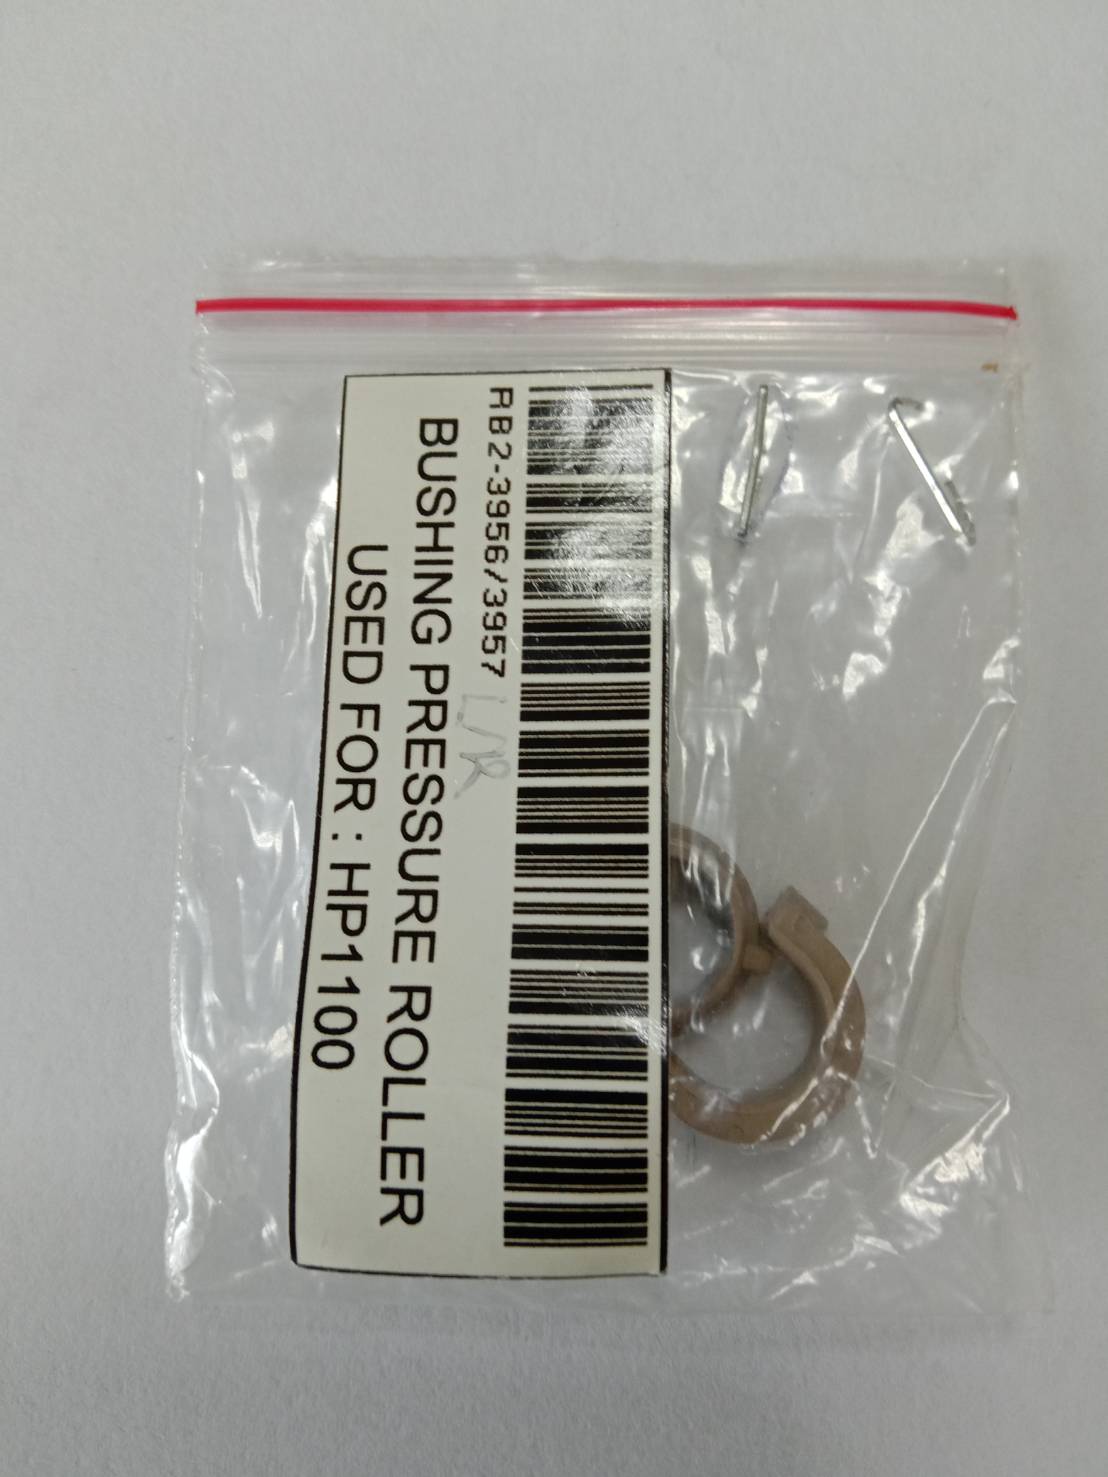 RB2-3956/3957
L/R
BUSHING PRESSURE ROLLER
USED FOR : HP1100